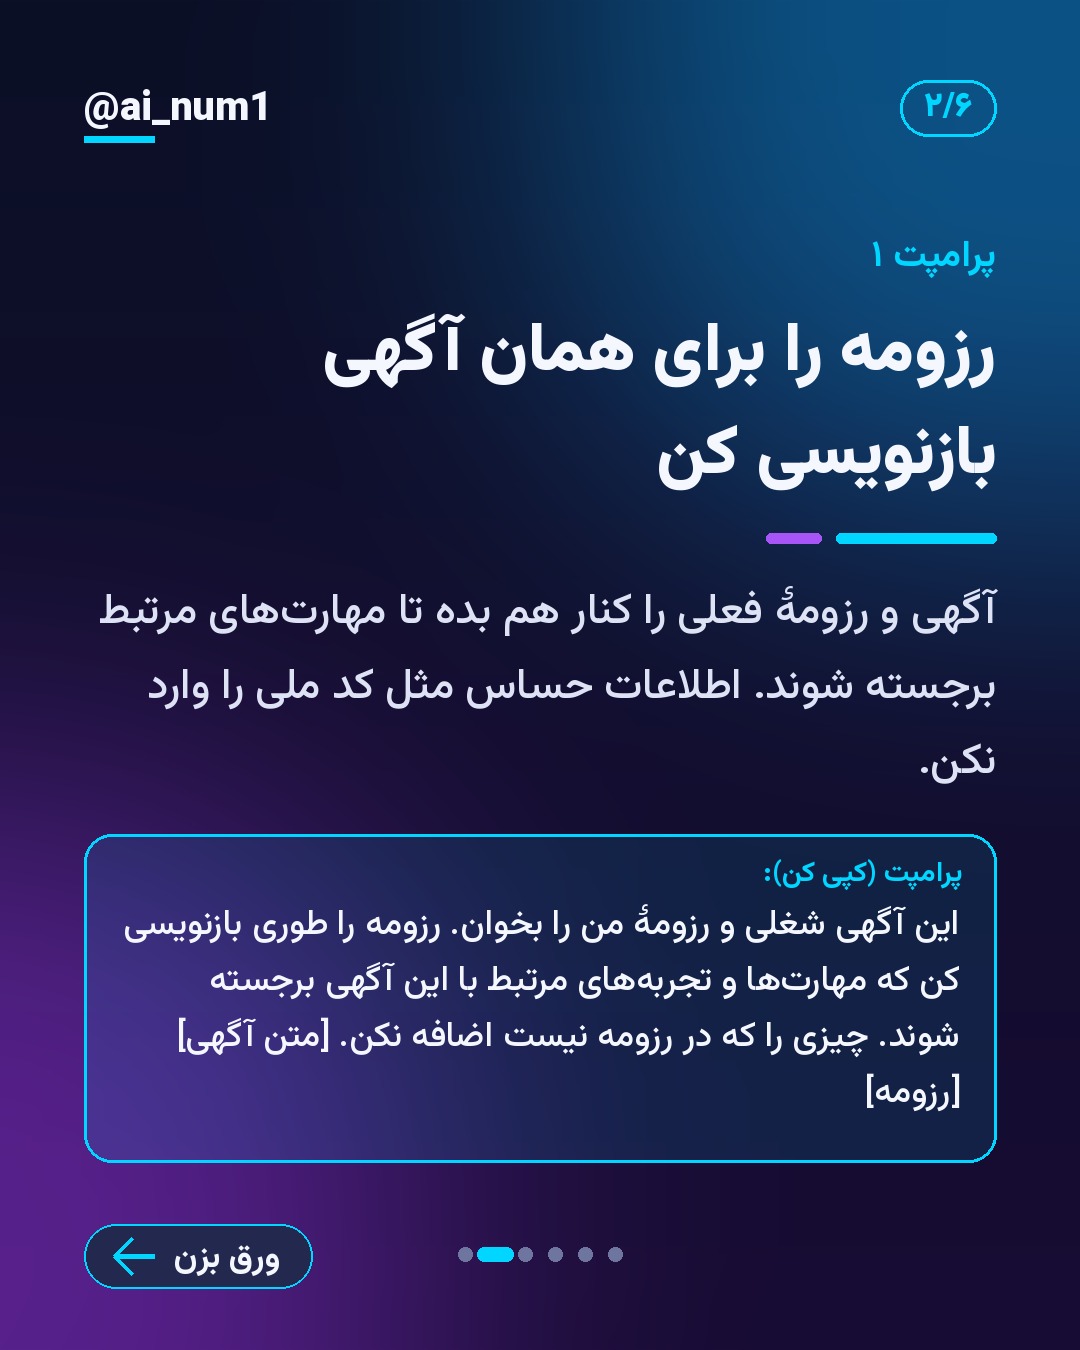 @ai_num1
۲/۶
پرامپت ۱
رزومه را برای همان آگهی
بازنویسی کن
آگهی و رزومهٔ فعلی را کنار هم بده تا مهارت‌های مرتبط
برجسته شوند. اطلاعات حساس مثل کد ملی را وارد
نکن.
پرامپت (کپی کن):
این آگهی شغلی و رزومهٔ من را بخوان. رزومه را طوری بازنویسی
کن که مهارت‌ها و تجربه‌های مرتبط با این آگهی برجسته
شوند. چیزی را که در رزومه نیست اضافه نکن. [متن آگهی]
[رزومه]
ورق بزن